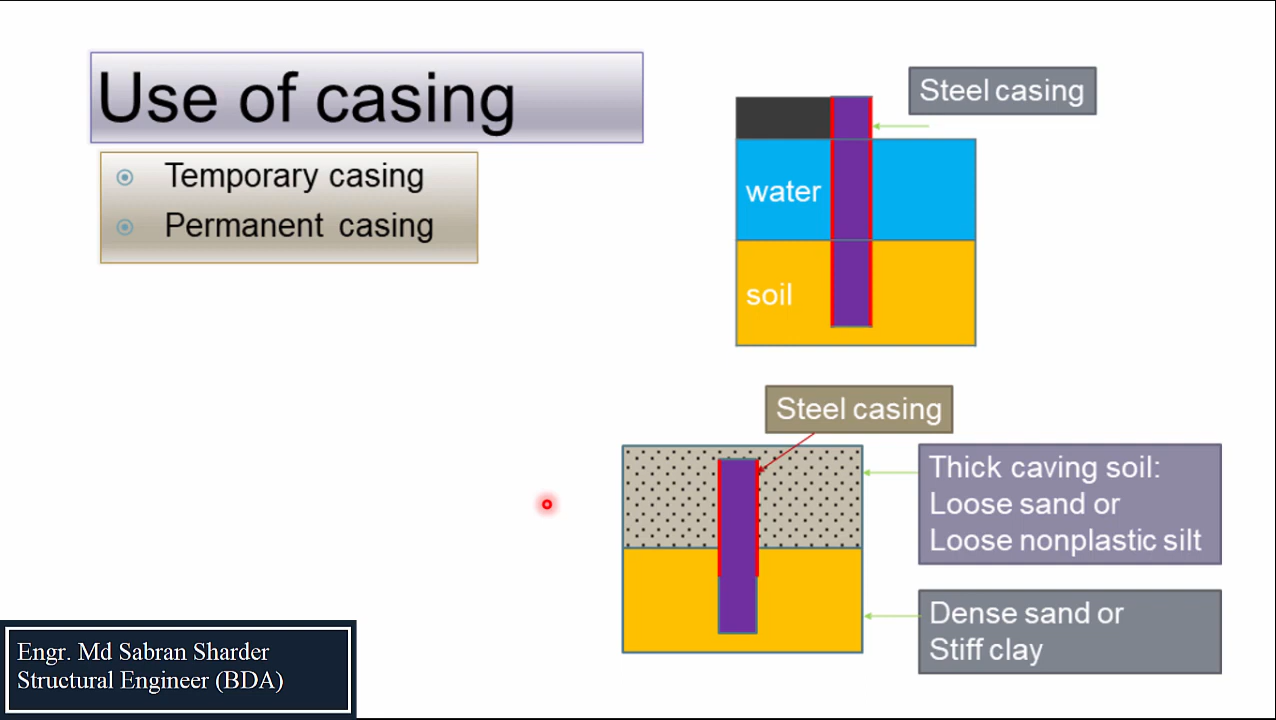 Use of casing
Temporary casing
Permanent casing
Steel casing
water
soil
Steel casing
Thick caving soil:
Loose sand or
Loose nonplastic silt
Dense sand or
Stiff clay
Engr. Md Sabran Sharder
Structural Engineer (BDA)